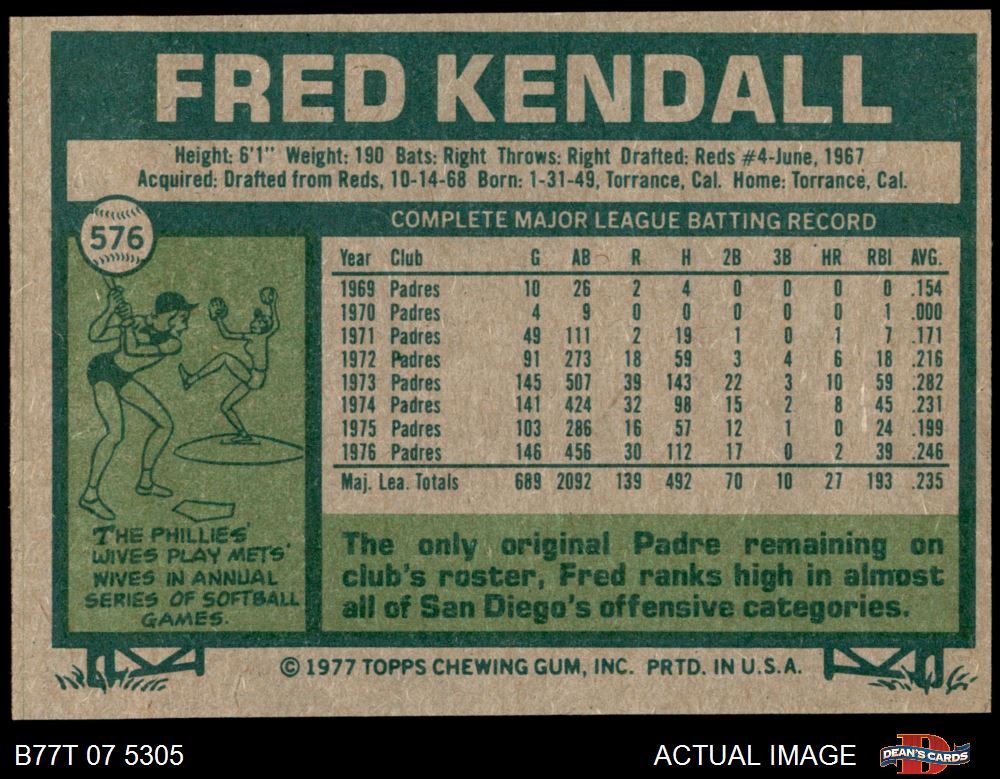 FRED KENDALL
Height: 6'1" Weight: 190 Bats: Right Throws: Right Drafted: Reds #4-June, 1967
Acquired: Drafted from Reds, 10-14-68 Born: 1-31-49, Torrance, Cal. Home: Torrance, Cal.
576
COMPLETE MAJOR LEAGUE BATTING RECORD
Year Club G AB R H 2B 3B HR RBI AVG.
1969 Padres 10 26 2 4 0 0 0 0 .154
1970 Padres 4 9 0 0 0 0 0 1 .000
1971 Padres 49 111 2 19 1 0 1 7 .171
1972 Padres 91 273 18 59 3 4 6 18 .216
1973 Padres 145 507 39 143 22 3 10 59 .282
1974 Padres 141 424 32 98 15 2 8 45 .231
1975 Padres 103 286 16 57 12 1 0 24 .199
1976 Padres 146 456 30 112 17 0 2 39 .246
Maj. Lea. Totals 689 2092 139 492 70 10 27 193 .235
THE PHILLIES'
WIVES PLAY METS'
WIVES IN ANNUAL
SERIES OF SOFTBALL
GAMES.
The only original Padre remaining on
club's roster, Fred ranks high in almost
all of San Diego's offensive categories.
© 1977 TOPPS CHEWING GUM, INC. PRTD. IN U.S.A.
B77T 07 5305
ACTUAL IMAGE
D
DEAN'S CARDS